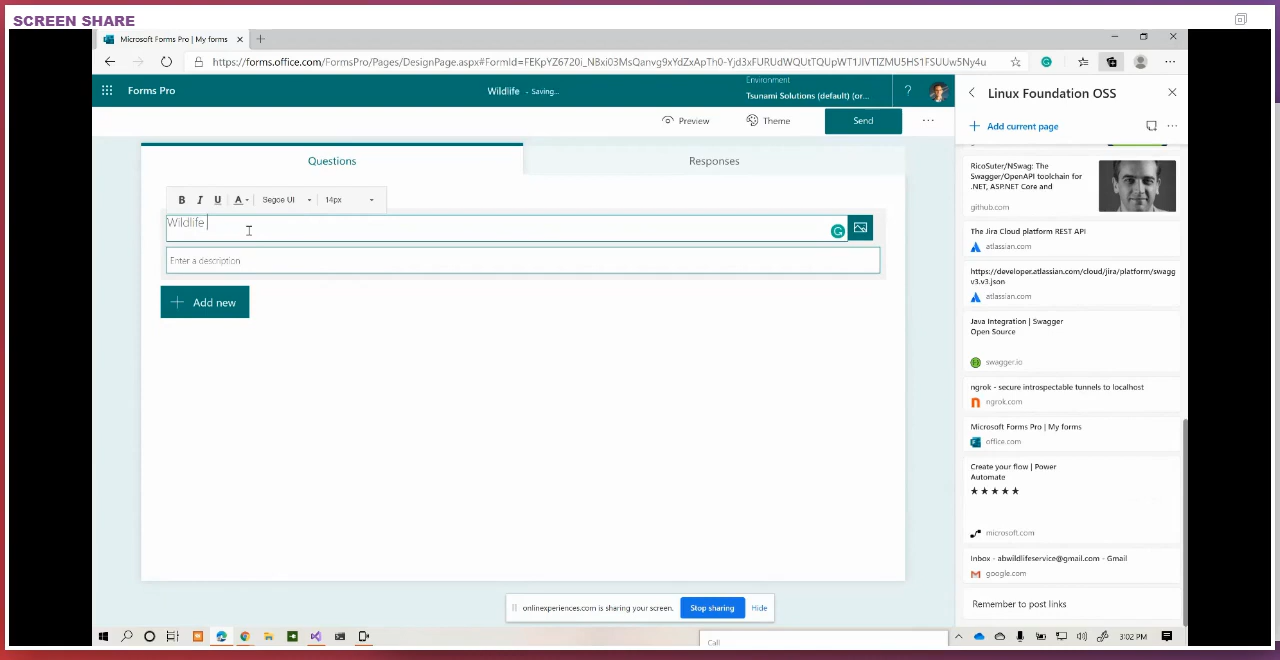 SCREEN SHARE
Microsoft Forms Pro | My forms
https://forms.office.com/FormsPro/Pages/DesignPage.aspx#FormId=FEKpYZ6720i_NBxi03MsQanvg9xYdZxApTh0-Yjd3xFURUdWQUtTQUpWT1JIVTlZMU5HS1FSUUw5Ny4u
Forms Pro
Wildlife - Saving...
Environment
Tsunami Solutions (default) (or...
?
Preview
Theme
Send
Questions
Responses
B I U A Segoe UI 14px
Wildlife
Enter a description
Add new
Linux Foundation OSS
Add current page
RicoSuter/NSwag: The
Swagger/OpenAPI toolchain for
.NET, ASP.NET Core and
github.com
The Jira Cloud platform REST API
atlassian.com
https://developer.atlassian.com/cloud/jira/platform/swagg
v3.v3.json
atlassian.com
Java Integration | Swagger
Open Source
swagger.io
ngrok - secure introspectable tunnels to localhost
ngrok.com
Microsoft Forms Pro | My forms
office.com
Create your flow | Power
Automate
microsoft.com
Inbox - abwildlifeservice@gmail.com - Gmail
google.com
Remember to post links
onlinexperiences.com is sharing your screen.
Stop sharing
Hide
Call
3:02 PM